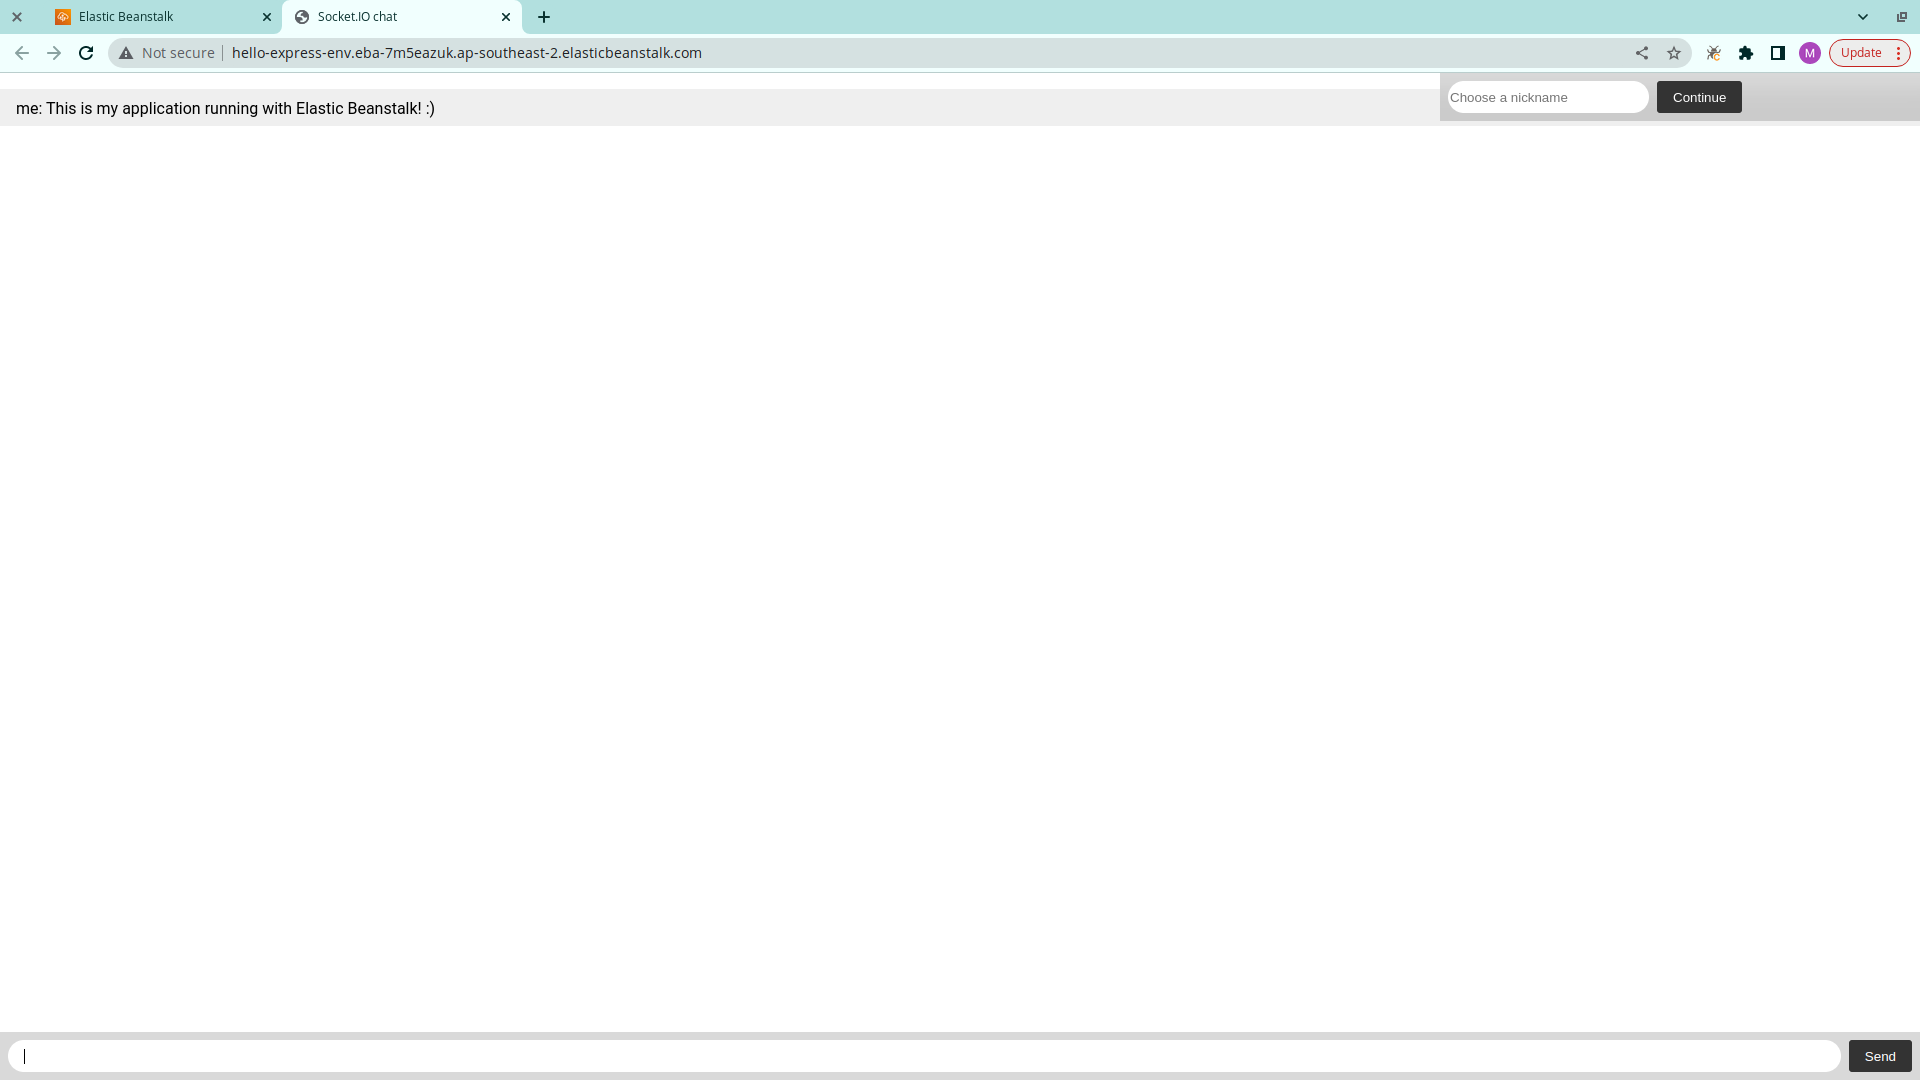 Elastic Beanstalk
Socket.IO chat
Not secure
hello-express-env.eba-7m5eazuk.ap-southeast-2.elasticbeanstalk.com
M
Update
me: This is my application running with Elastic Beanstalk! :)
Choose a nickname
Continue
Send